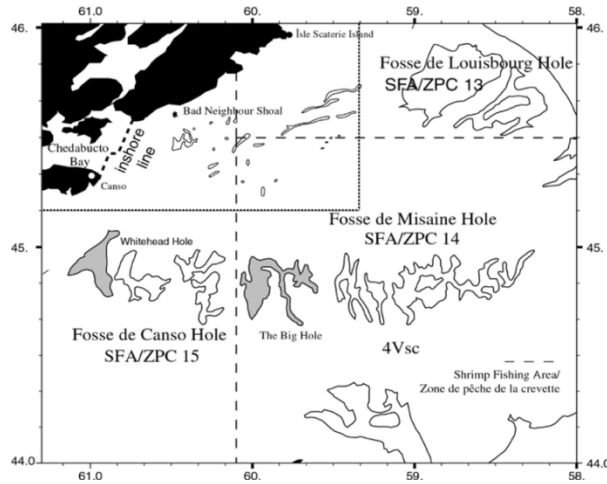 61.0 60. 59. 58.
46. 46.
Ísle Scaterie Island
Fosse de Louisbourg Hole
SFA/ZPC 13
Bad Neighbour Shoal
Chedabucto
Bay
inshore
line
Canso
Fosse de Misaine Hole
SFA/ZPC 14
Whitehead Hole
45. 45.
Fosse de Canso Hole
SFA/ZPC 15
The Big Hole
4Vsc
Shrimp Fishing Area/
Zone de pêche de la crevette
44.0 44.0
61.0 60. 59. 58.